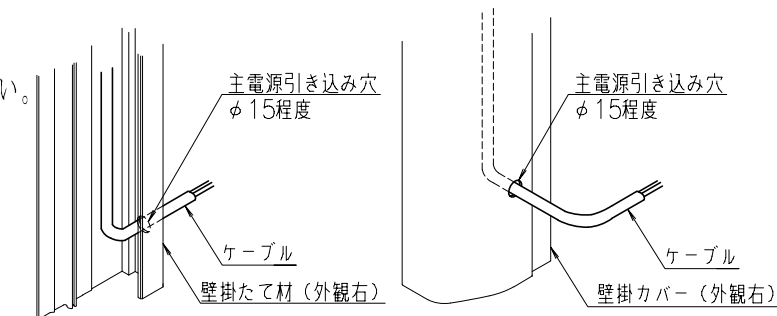 い。
主電源引き込み穴
φ15程度
ケーブル
壁掛たて材（外観右）
主電源引き込み穴
φ15程度
ケーブル
壁掛カバー（外観右）